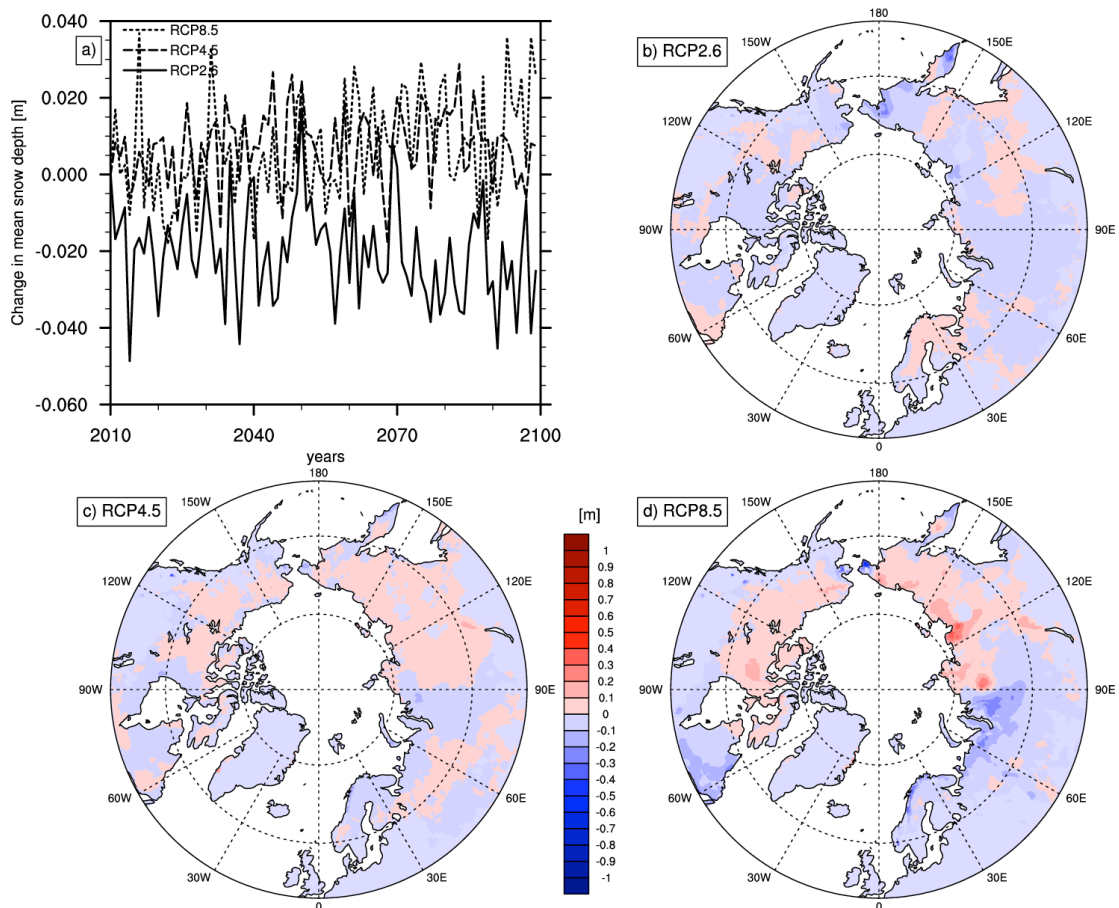 a)
RCP8.5
RCP4.5
RCP2.6
Change in mean snow depth [m]
0.040
0.020
0.000
-0.020
-0.040
-0.060
2010
2040
2070
2100
years
b) RCP2.6
180
150W
150E
120W
120E
90W
90E
60W
60E
30W
30E
0
c) RCP4.5
180
150W
150E
120W
120E
90W
90E
60W
60E
30W
30E
0
[m]
1
0.9
0.8
0.7
0.6
0.5
0.4
0.3
0.2
0.1
0
-0.1
-0.2
-0.3
-0.4
-0.5
-0.6
-0.7
-0.8
-0.9
-1
d) RCP8.5
180
150W
150E
120W
120E
90W
90E
60W
60E
30W
30E
0